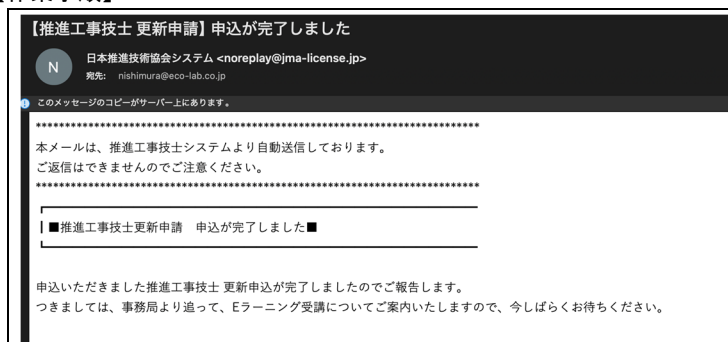 【推進工事技士 更新申請】 申込が完了しました
N
日本推進技術協会システム <noreplay@jma-license.jp>
宛先: nishimura@eco-lab.co.jp
このメッセージのコピーがサーバー上にあります。
**************************************************************************
本メールは、推進工事技士システムより自動送信しております。
ご返信はできませんのでご注意ください。
**************************************************************************
■推進工事技士更新申請 申込が完了しました■
申込いただきました推進工事技士 更新申込が完了しましたのでご報告します。
つきましては、事務局より追って、Eラーニング受講についてご案内いたしますので、今しばらくお待ちください。